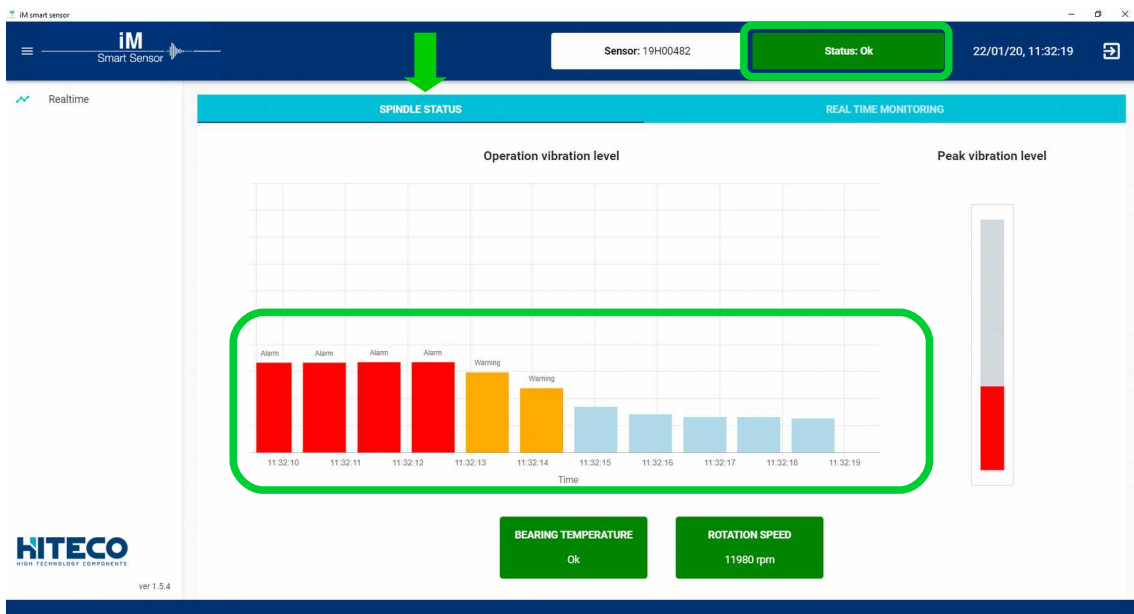 iM smart sensor
iM
Smart Sensor
Sensor: 19H00482
Status: Ok
22/01/20, 11:32:19
Realtime
SPINDLE STATUS
REAL TIME MONITORING
Operation vibration level
Peak vibration level
Alarm Alarm Alarm Alarm Warning Warning
11:32:10 11:32:11 11:32:12 11:32:13 11:32:14 11:32:15 11:32:16 11:32:17 11:32:18 11:32:19
Time
BEARING TEMPERATURE
Ok
ROTATION SPEED
11980 rpm
HITECO
HIGH TECHNOLOGY COMPONENTS
ver 1.5.4